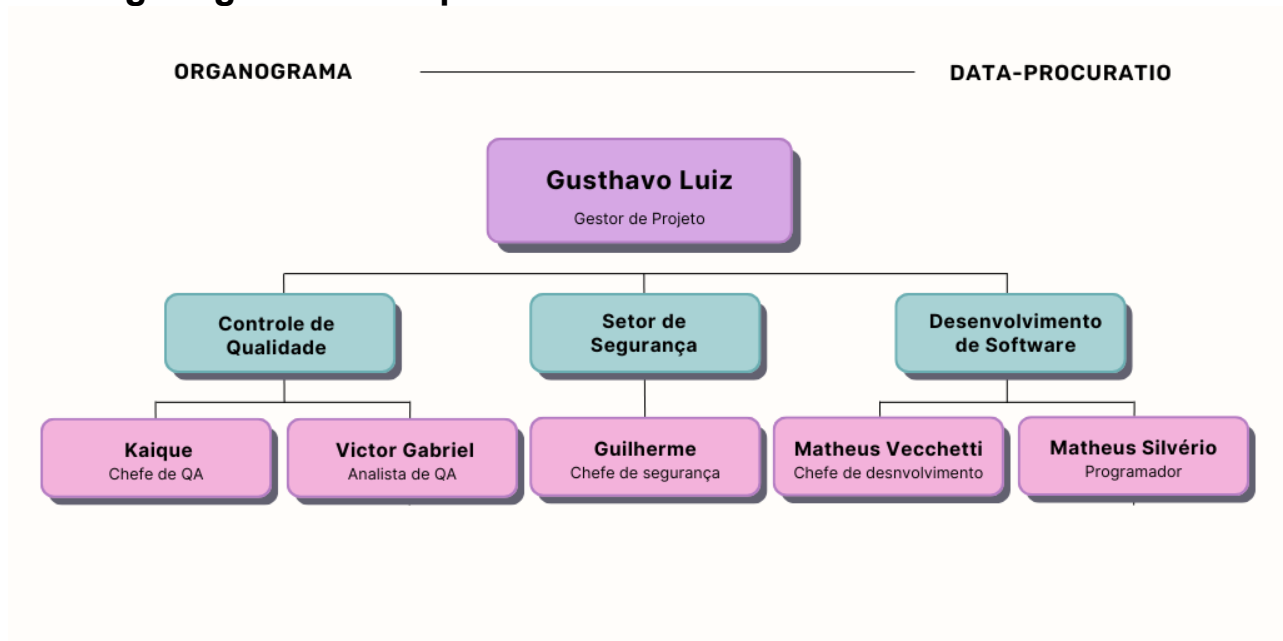 ORGANOGRAMA
DATA-PROCURATIO
Gusthavo Luiz
Gestor de Projeto
Controle de
Qualidade
Setor de
Segurança
Desenvolvimento
de Software
Kaique
Chefe de QA
Victor Gabriel
Analista de QA
Guilherme
Chefe de segurança
Matheus Vecchetti
Chefe de desnvolvimento
Matheus Silvério
Programador